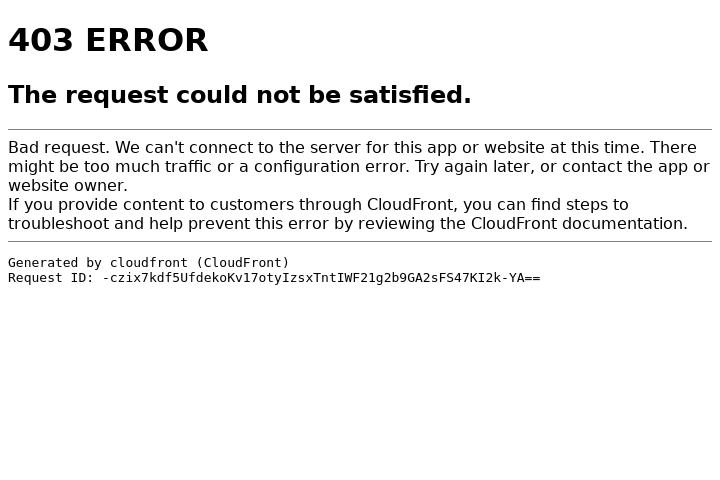 403 ERROR
The request could not be satisfied.
Bad request. We can't connect to the server for this app or website at this time. There
might be too much traffic or a configuration error. Try again later, or contact the app or
website owner.
If you provide content to customers through CloudFront, you can find steps to
troubleshoot and help prevent this error by reviewing the CloudFront documentation.
Generated by cloudfront (CloudFront)
Request ID: -czix7kdf5UfdekoKv17otyIzsxTntIWF21g2b9GA2sFS47KI2k-YA==